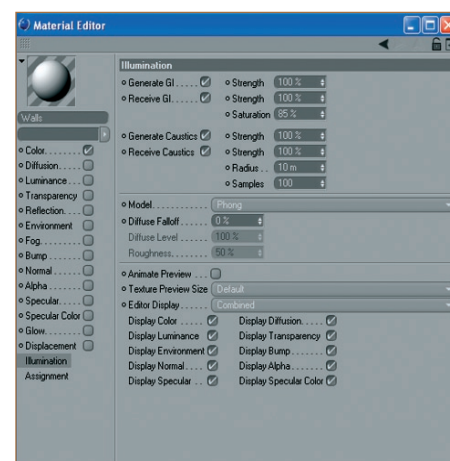 Material Editor
Illumination
Generate GI..... Strength 100 %
Receive GI..... Strength 100 %
Saturation 85 %
Walls
Generate Caustics Strength 100 %
Receive Caustics Strength 100 %
Radius.. 10 m
Samples 100
Color........
Diffusion.....
Luminance....
Transparency
Reflection....
Environment
Fog........
Bump.......
Normal......
Alpha.......
Specular.....
Specular Color
Glow........
Displacement
Illumination
Assignment
Model........... Phong
Diffuse Falloff...... 0 %
Diffuse Level...... 100 %
Roughness........ 50 %
Animate Preview...
Texture Preview Size Default
Editor Display...... Combined
Display Color..... Display Diffusion.....
Display Luminance Display Transparency
Display Environment Display Bump......
Display Normal.... Display Alpha.......
Display Specular.. Display Specular Color